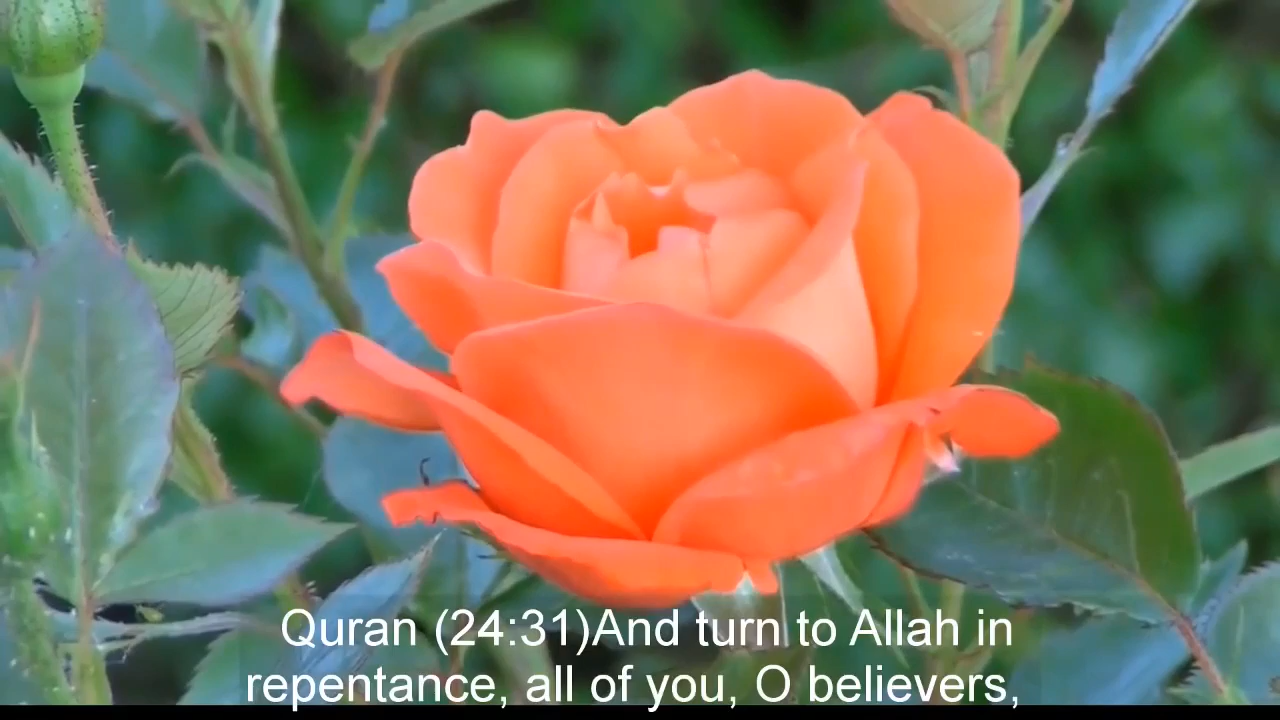 Quran (24:31)And turn to Allah in
repentance, all of you, O believers,